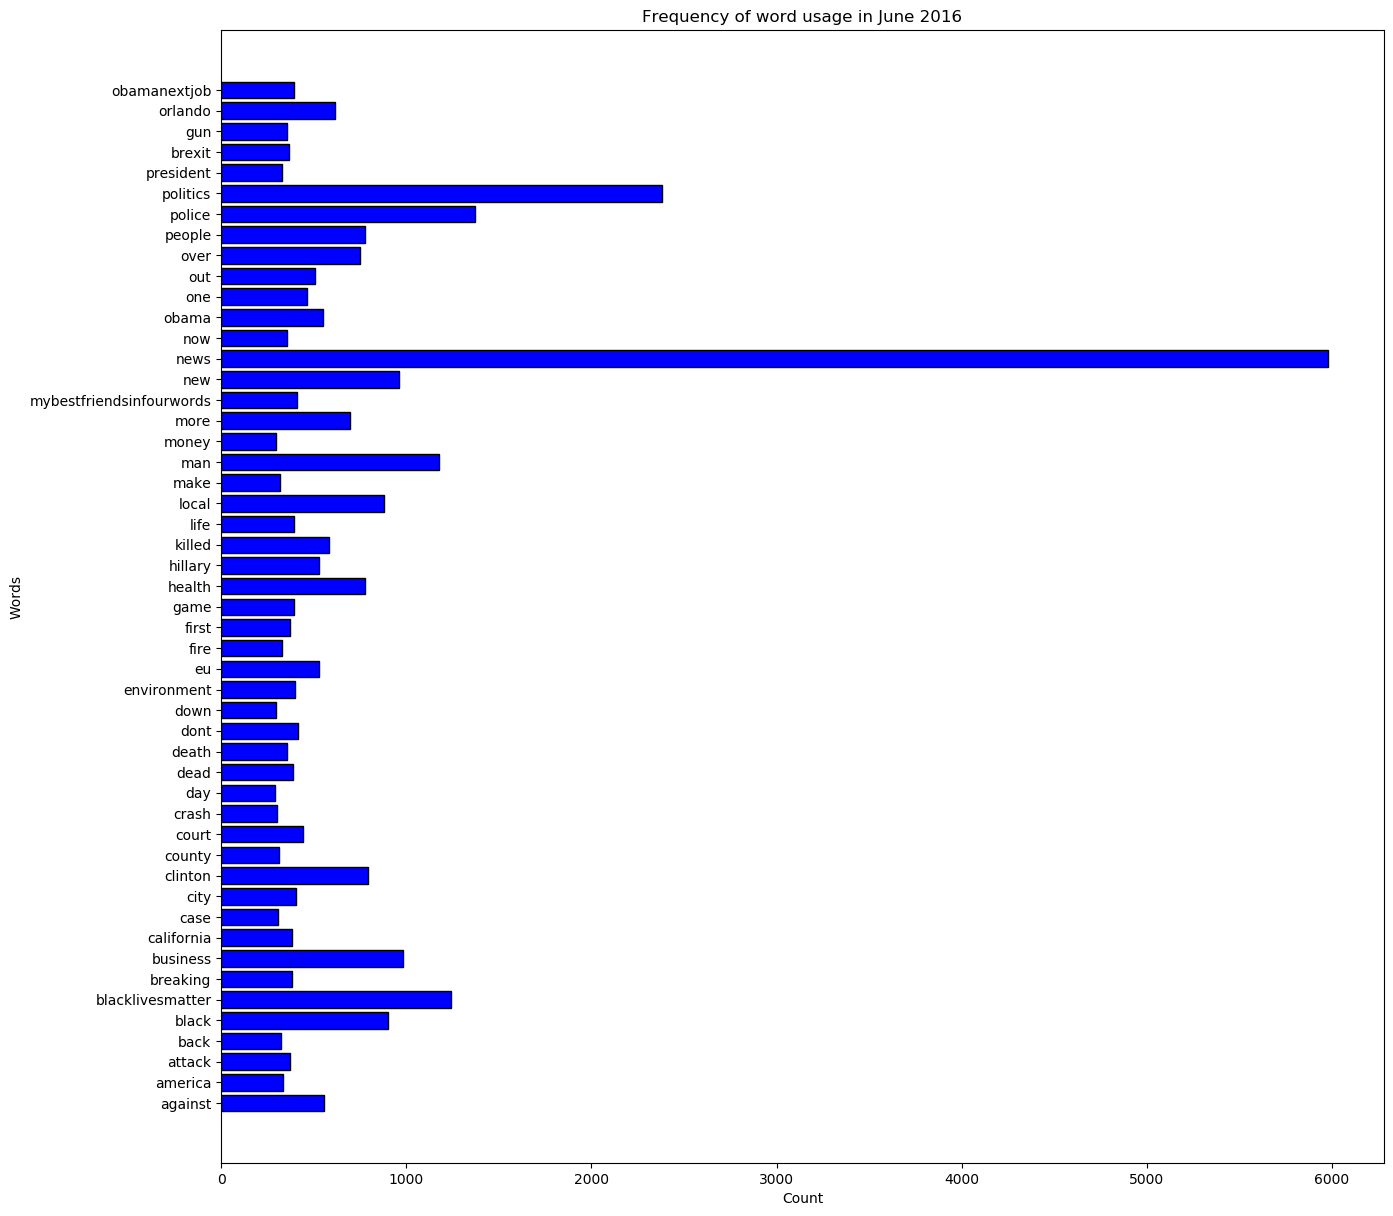 Frequency of word usage in June 2016
Words
obamanextjob
orlando
gun
brexit
president
politics
police
people
over
out
one
obama
now
news
new
mybestfriendsinfourwords
more
money
man
make
local
life
killed
hillary
health
game
first
fire
eu
environment
down
dont
death
dead
day
crash
court
county
clinton
city
case
california
business
breaking
blacklivesmatter
black
back
attack
america
against
0 1000 2000 3000 4000 5000 6000
Count